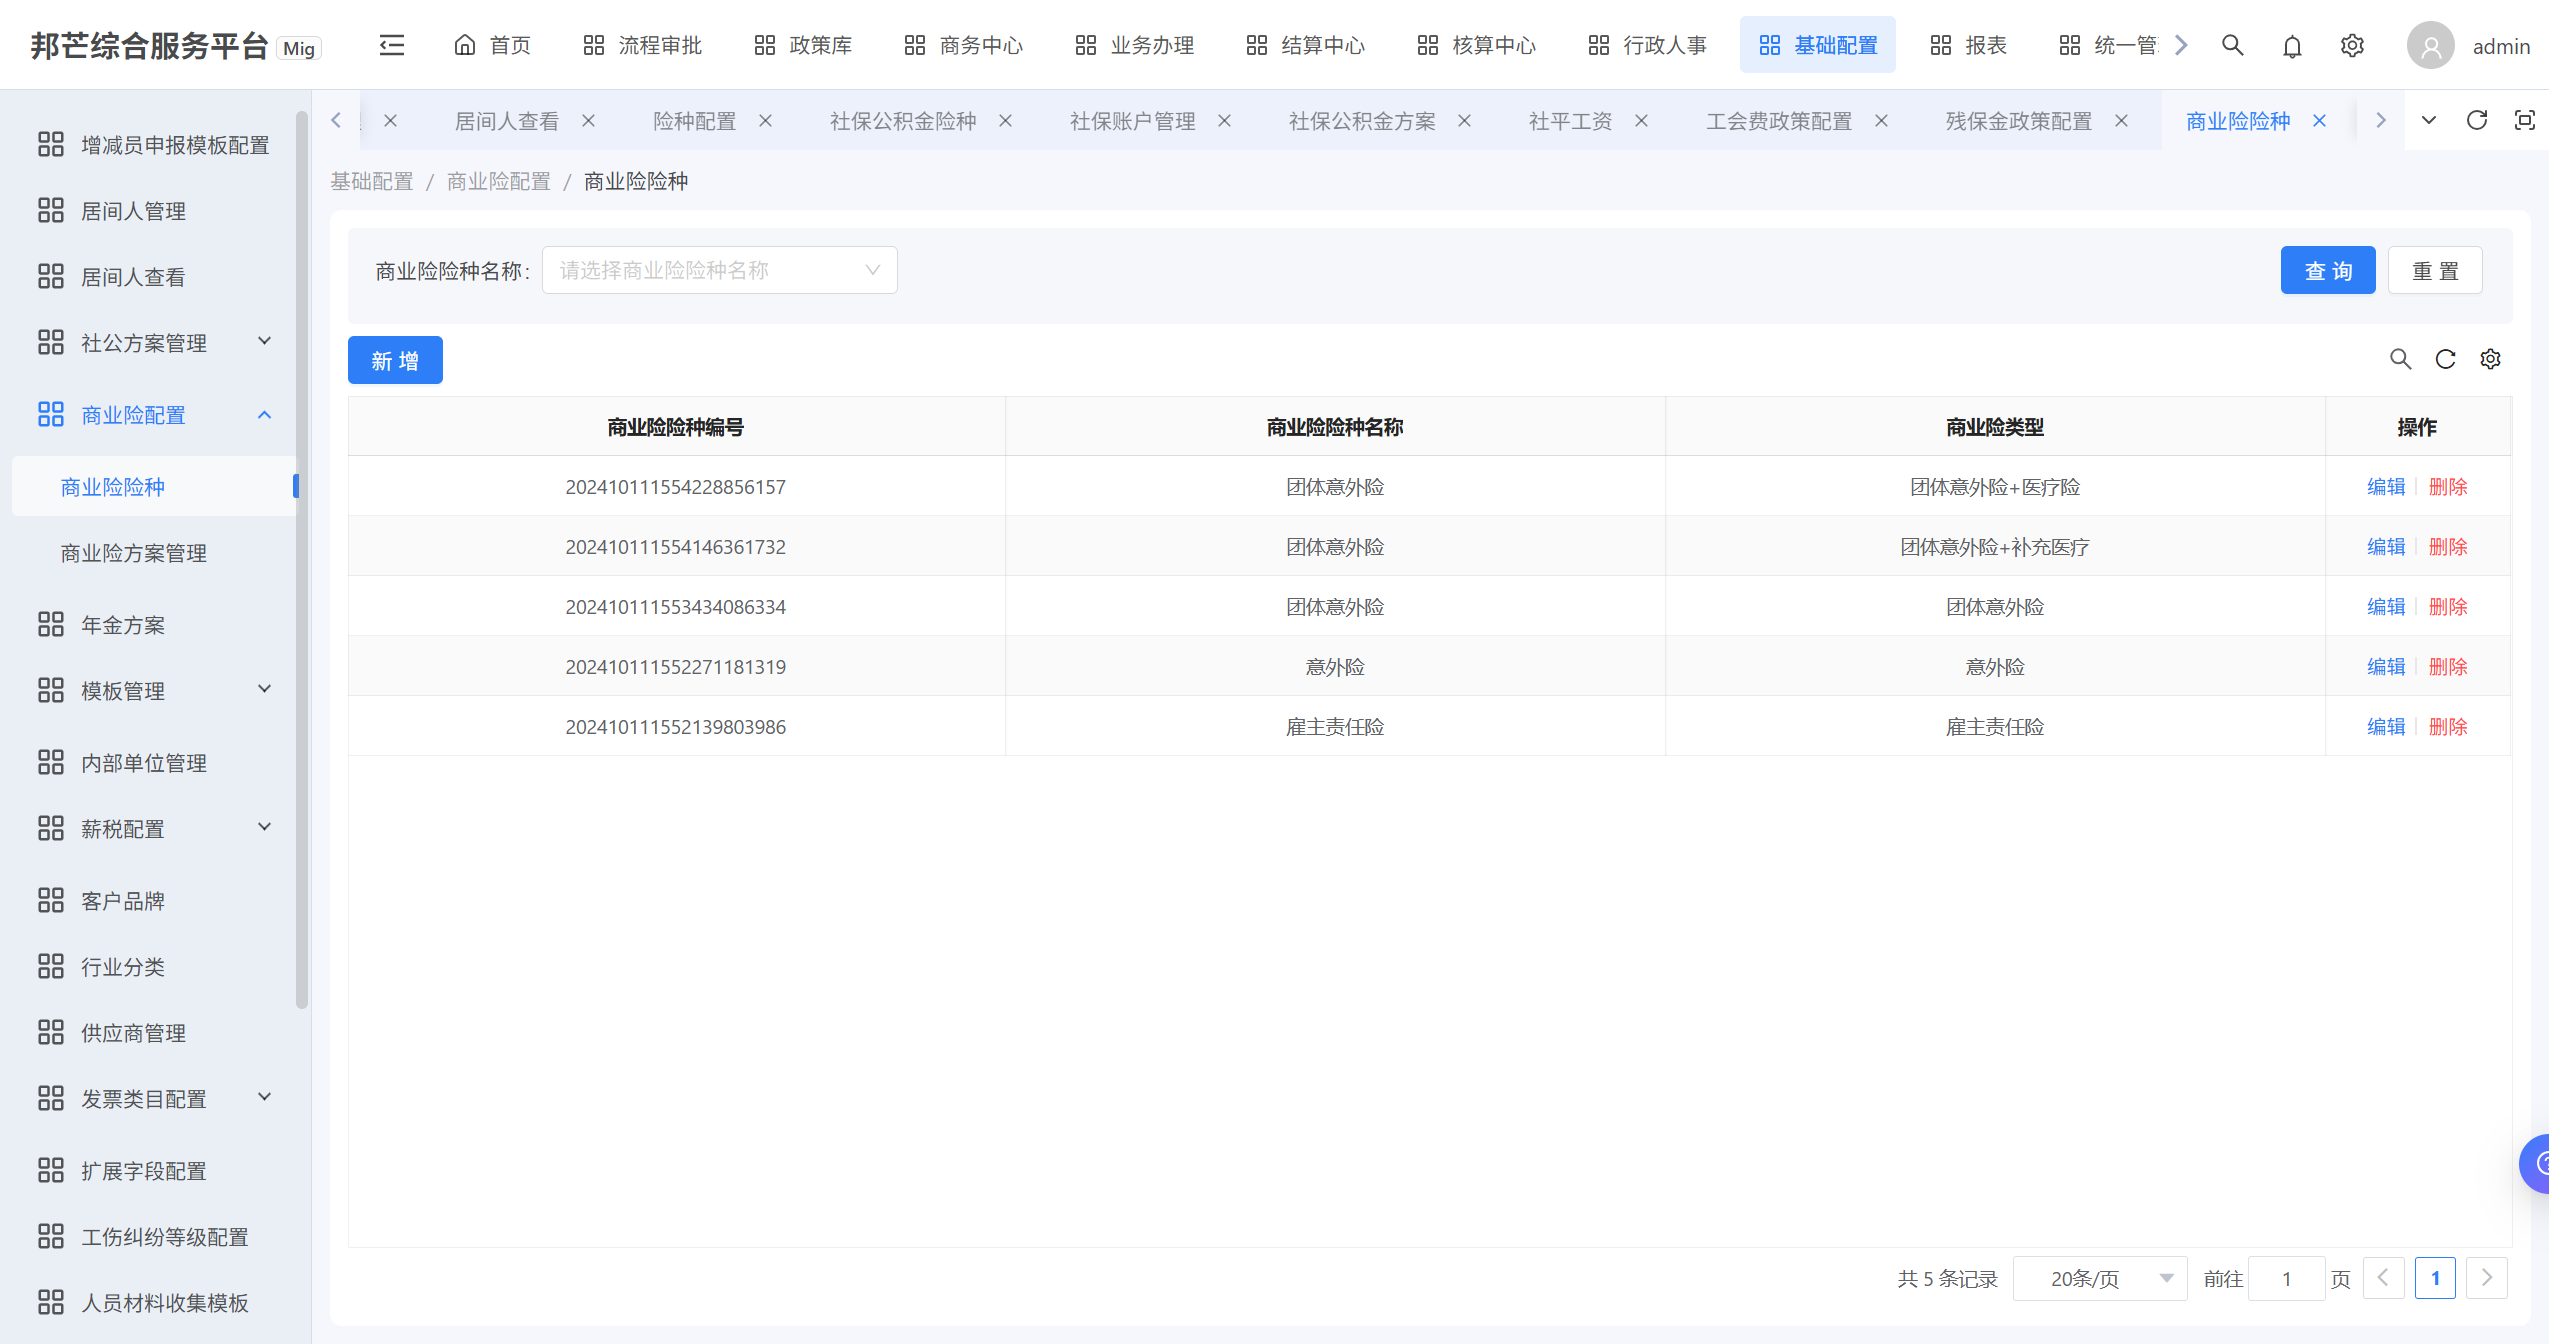 邦芒综合服务平台 Mig 首页 流程审批 政策库 商务中心 业务办理 结算中心 核算中心 行政人事 基础配置 报表 统一管 admin
居间人查看 险种配置 社保公积金险种 社保账户管理 社保公积金方案 社平工资 工会费政策配置 残保金政策配置 商业险险种
增减员申报模板配置
居间人管理
居间人查看
社公方案管理
商业险配置
商业险险种
商业险方案管理
年金方案
模板管理
内部单位管理
薪税配置
客户品牌
行业分类
供应商管理
发票类目配置
扩展字段配置
工伤纠纷等级配置
人员材料收集模板
基础配置 / 商业险配置 / 商业险险种
商业险险种名称: 请选择商业险险种名称 查 询 重 置
新 增
商业险险种编号 商业险险种名称 商业险类型 操作
202410111554228856157 团体意外险 团体意外险+医疗险 编辑 删除
202410111554146361732 团体意外险 团体意外险+补充医疗 编辑 删除
202410111553434086334 团体意外险 团体意外险 编辑 删除
202410111552271181319 意外险 意外险 编辑 删除
202410111552139803986 雇主责任险 雇主责任险 编辑 删除
共 5 条记录 20条/页 前往 1 页 1